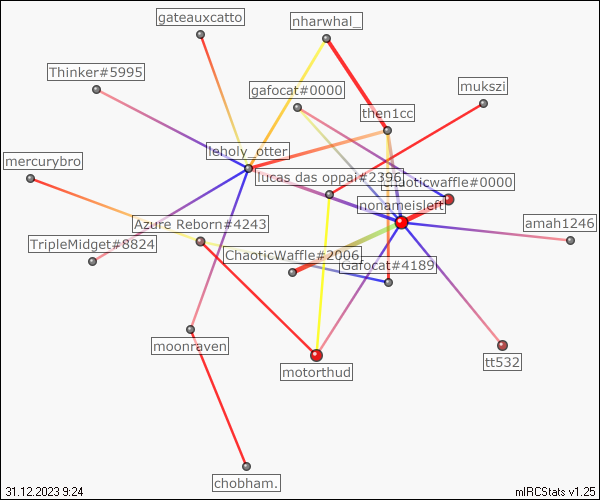 gateauxcatto
nharwhal_
Thinker#5995
gafocat#0000
mukszi
then1cc
leholy_otter
mercurybro
lucas das oppai#2396
chaoticwaffle#0000
nonameisleft
Azure Reborn#4243
amah1246
TripleMidget#8824
ChaoticWaffle#2006
Gafocat#4189
moonraven
tt532
motorthud
chobham.
31.12.2023 9:24
mIRCStats v1.25